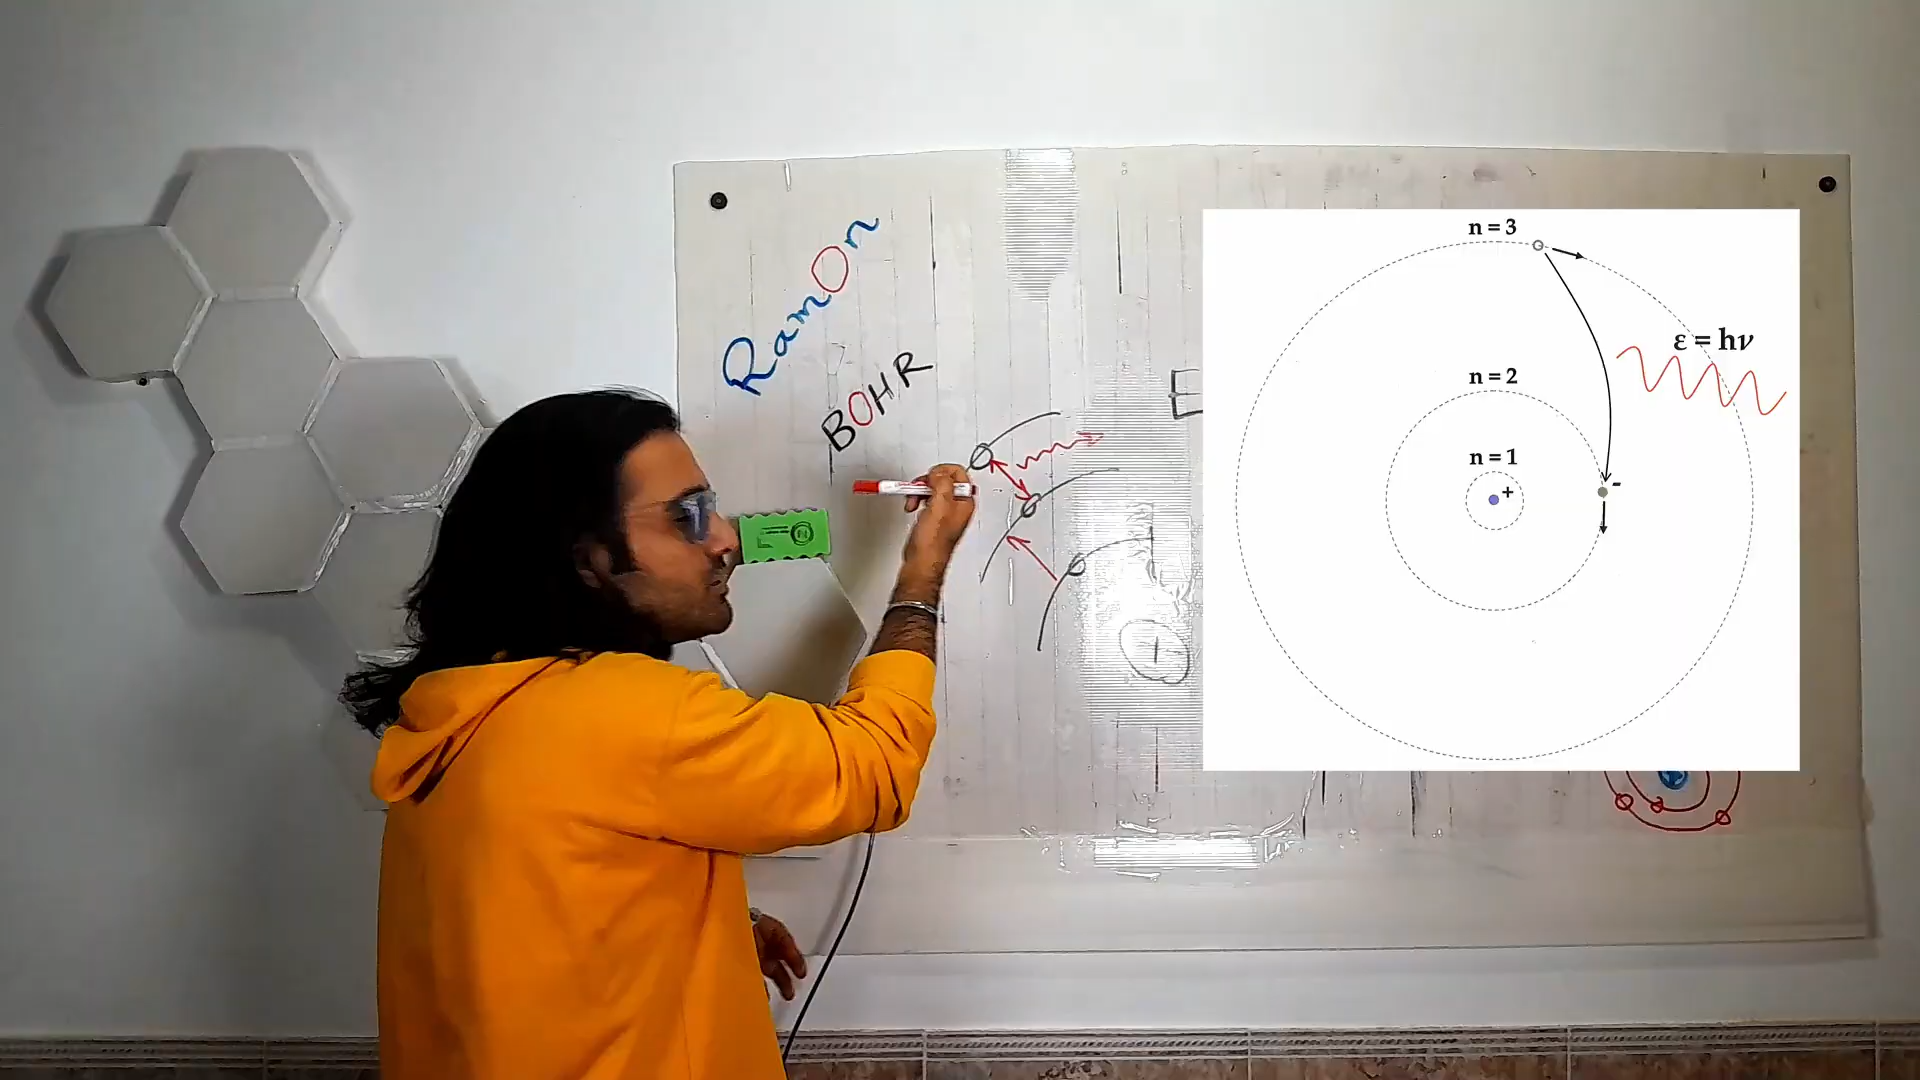 RamOn
BOHR
E
n = 3
ε = hν
n = 2
n = 1
+
-
+